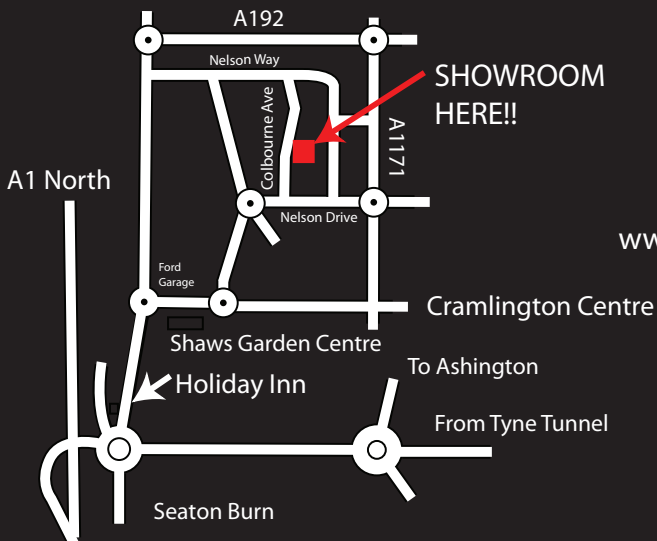 A192
Nelson Way
SHOWROOM
HERE!!
Colbourne Ave
A1171
A1 North
Nelson Drive
ww
Ford
Garage
Cramlington Centre
Shaws Garden Centre
To Ashington
Holiday Inn
From Tyne Tunnel
Seaton Burn